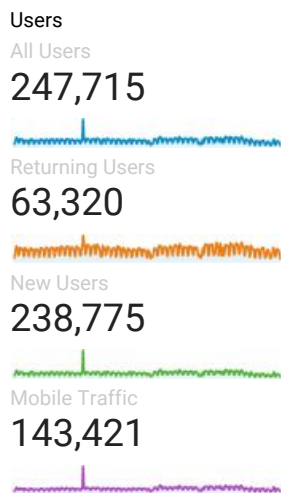 Users
All Users
247,715
Returning Users
63,320
New Users
238,775
Mobile Traffic
143,421